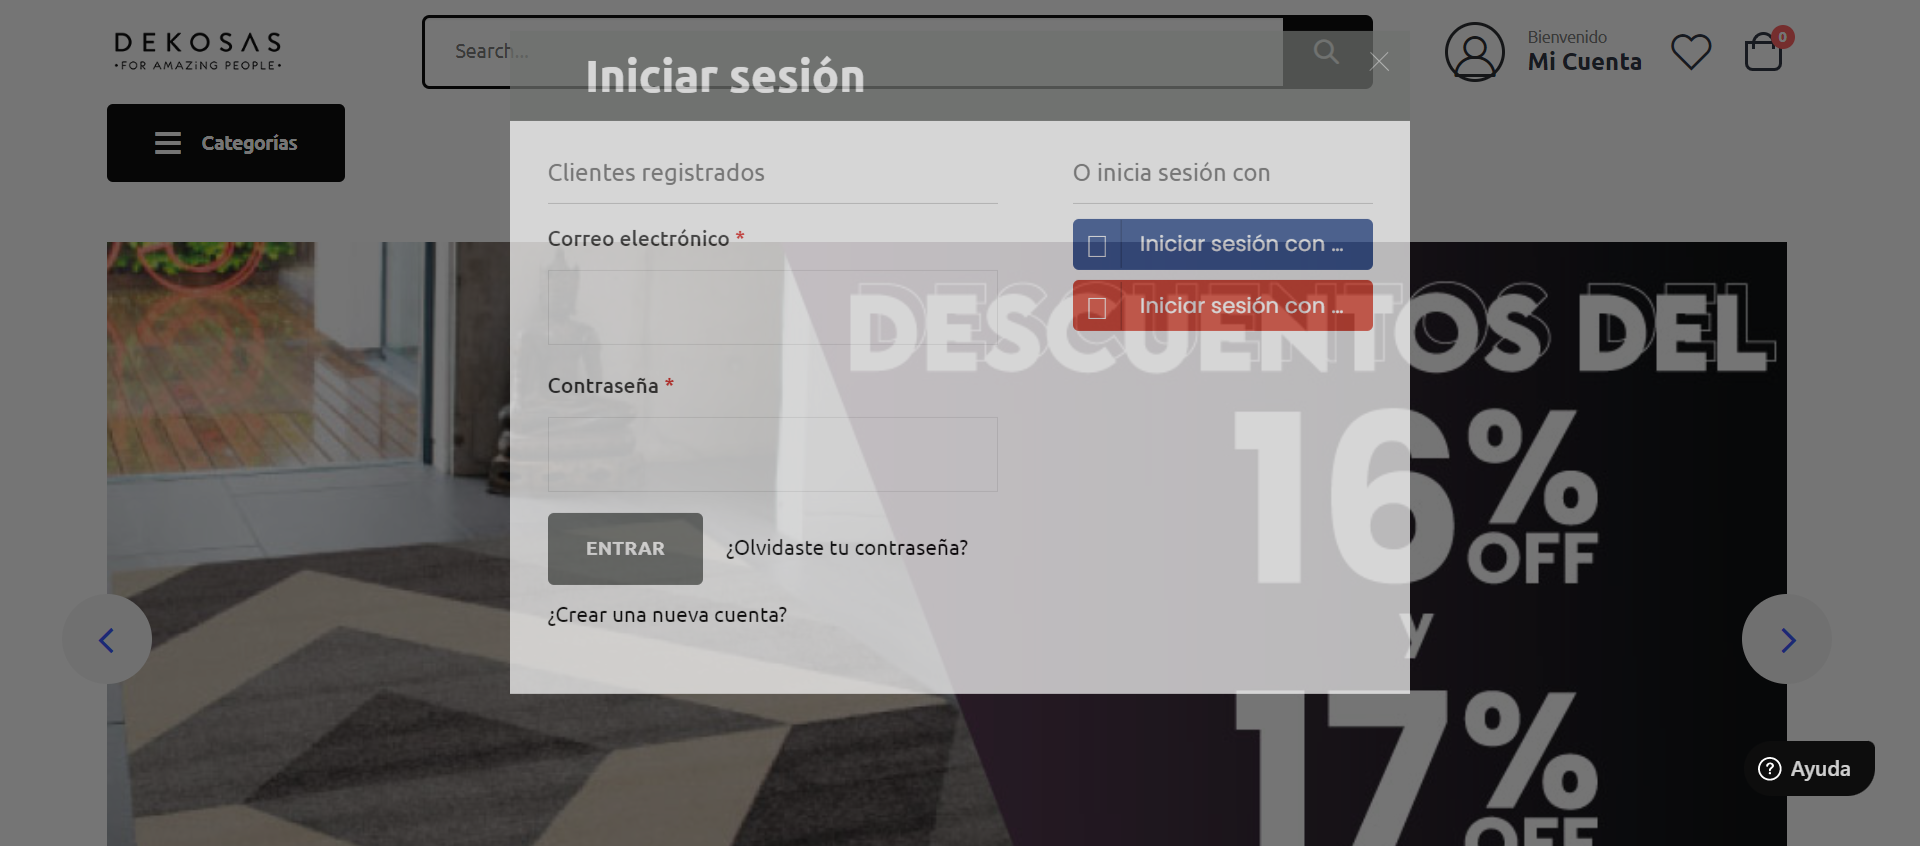 DEKOSAS
•FOR AMAZiNG PEOPLE•
Search...
Bienvenido
Mi Cuenta
0
Categorías
Iniciar sesión
Clientes registrados
Correo electrónico *
Contraseña *
ENTRAR
¿Olvidaste tu contraseña?
¿Crear una nueva cuenta?
O inicia sesión con
Iniciar sesión con ...
Iniciar sesión con ...
DESCUENTOS DEL
16%
OFF
y
17%
OFF
Ayuda